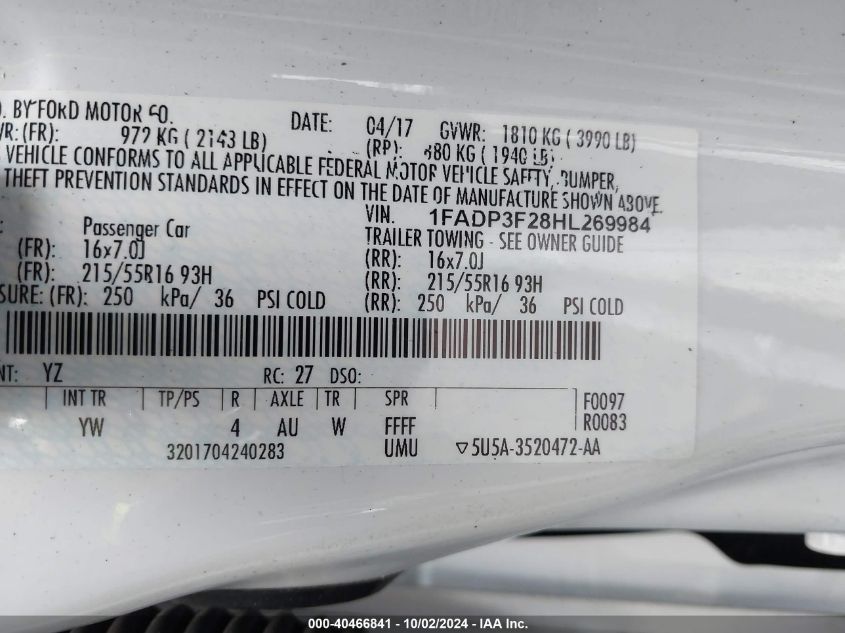 BY FORD MOTOR CO.
DATE: 04/17 GVWR: 1810 KG ( 3990 LB)
(FR): 972 KG ( 2143 LB) (RR): 880 KG ( 1940 LB)
VEHICLE CONFORMS TO ALL APPLICABLE FEDERAL MOTOR VEHICLE SAFETY, BUMPER,
THEFT PREVENTION STANDARDS IN EFFECT ON THE DATE OF MANUFACTURE SHOWN ABOVE.
VIN. 1FADP3F28HL269984
Passenger Car TRAILER TOWING - SEE OWNER GUIDE
(FR): 16x7.0J (RR): 16x7.0J
(FR): 215/55R16 93H (RR): 215/55R16 93H
SURE: (FR): 250 kPa/ 36 PSI COLD (RR): 250 kPa/ 36 PSI COLD
NT: YZ RC: 27 DSO:
INT TR TP/PS R AXLE TR SPR F0097
YW 4 AU W FFFF R0083
3201704240283 UMU ▽5U5A-3520472-AA
000-40466841 - 10/02/2024 - IAA Inc.